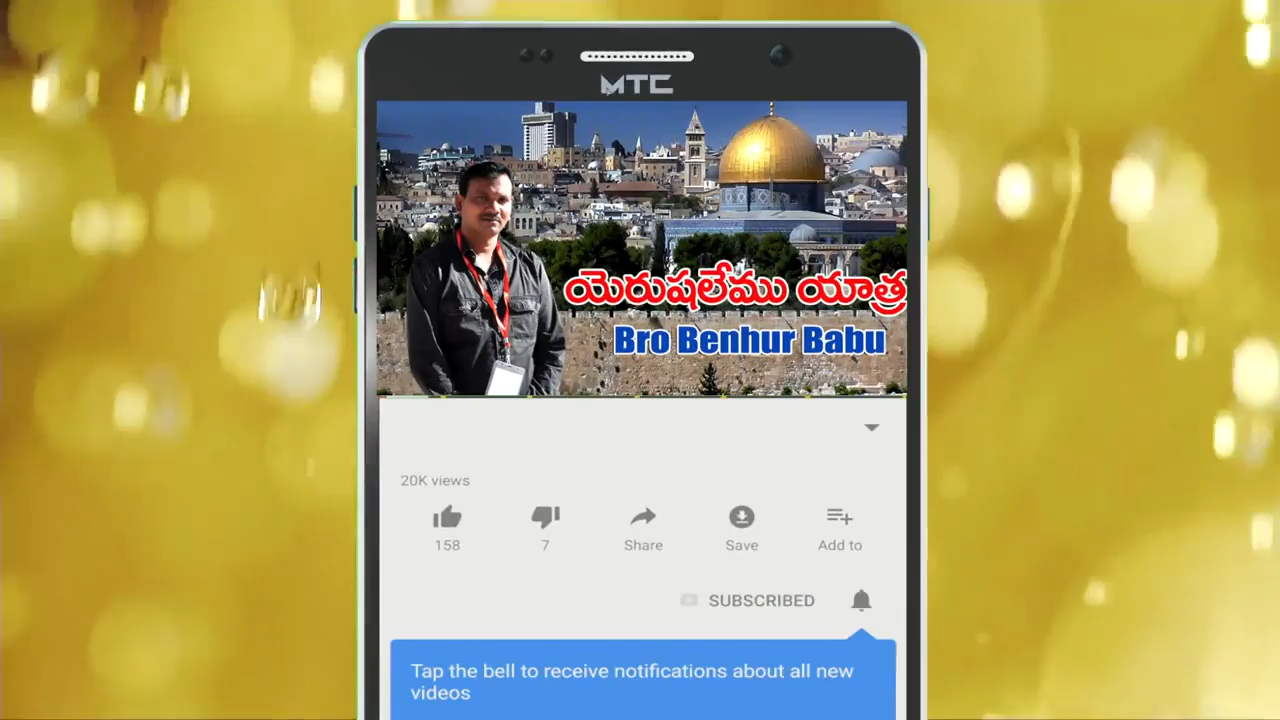 MTC
యెరుషలేము యాత్ర
Bro Benhur Babu
20K views
158
7
Share
Save
Add to
SUBSCRIBED
Tap the bell to receive notifications about all new
videos